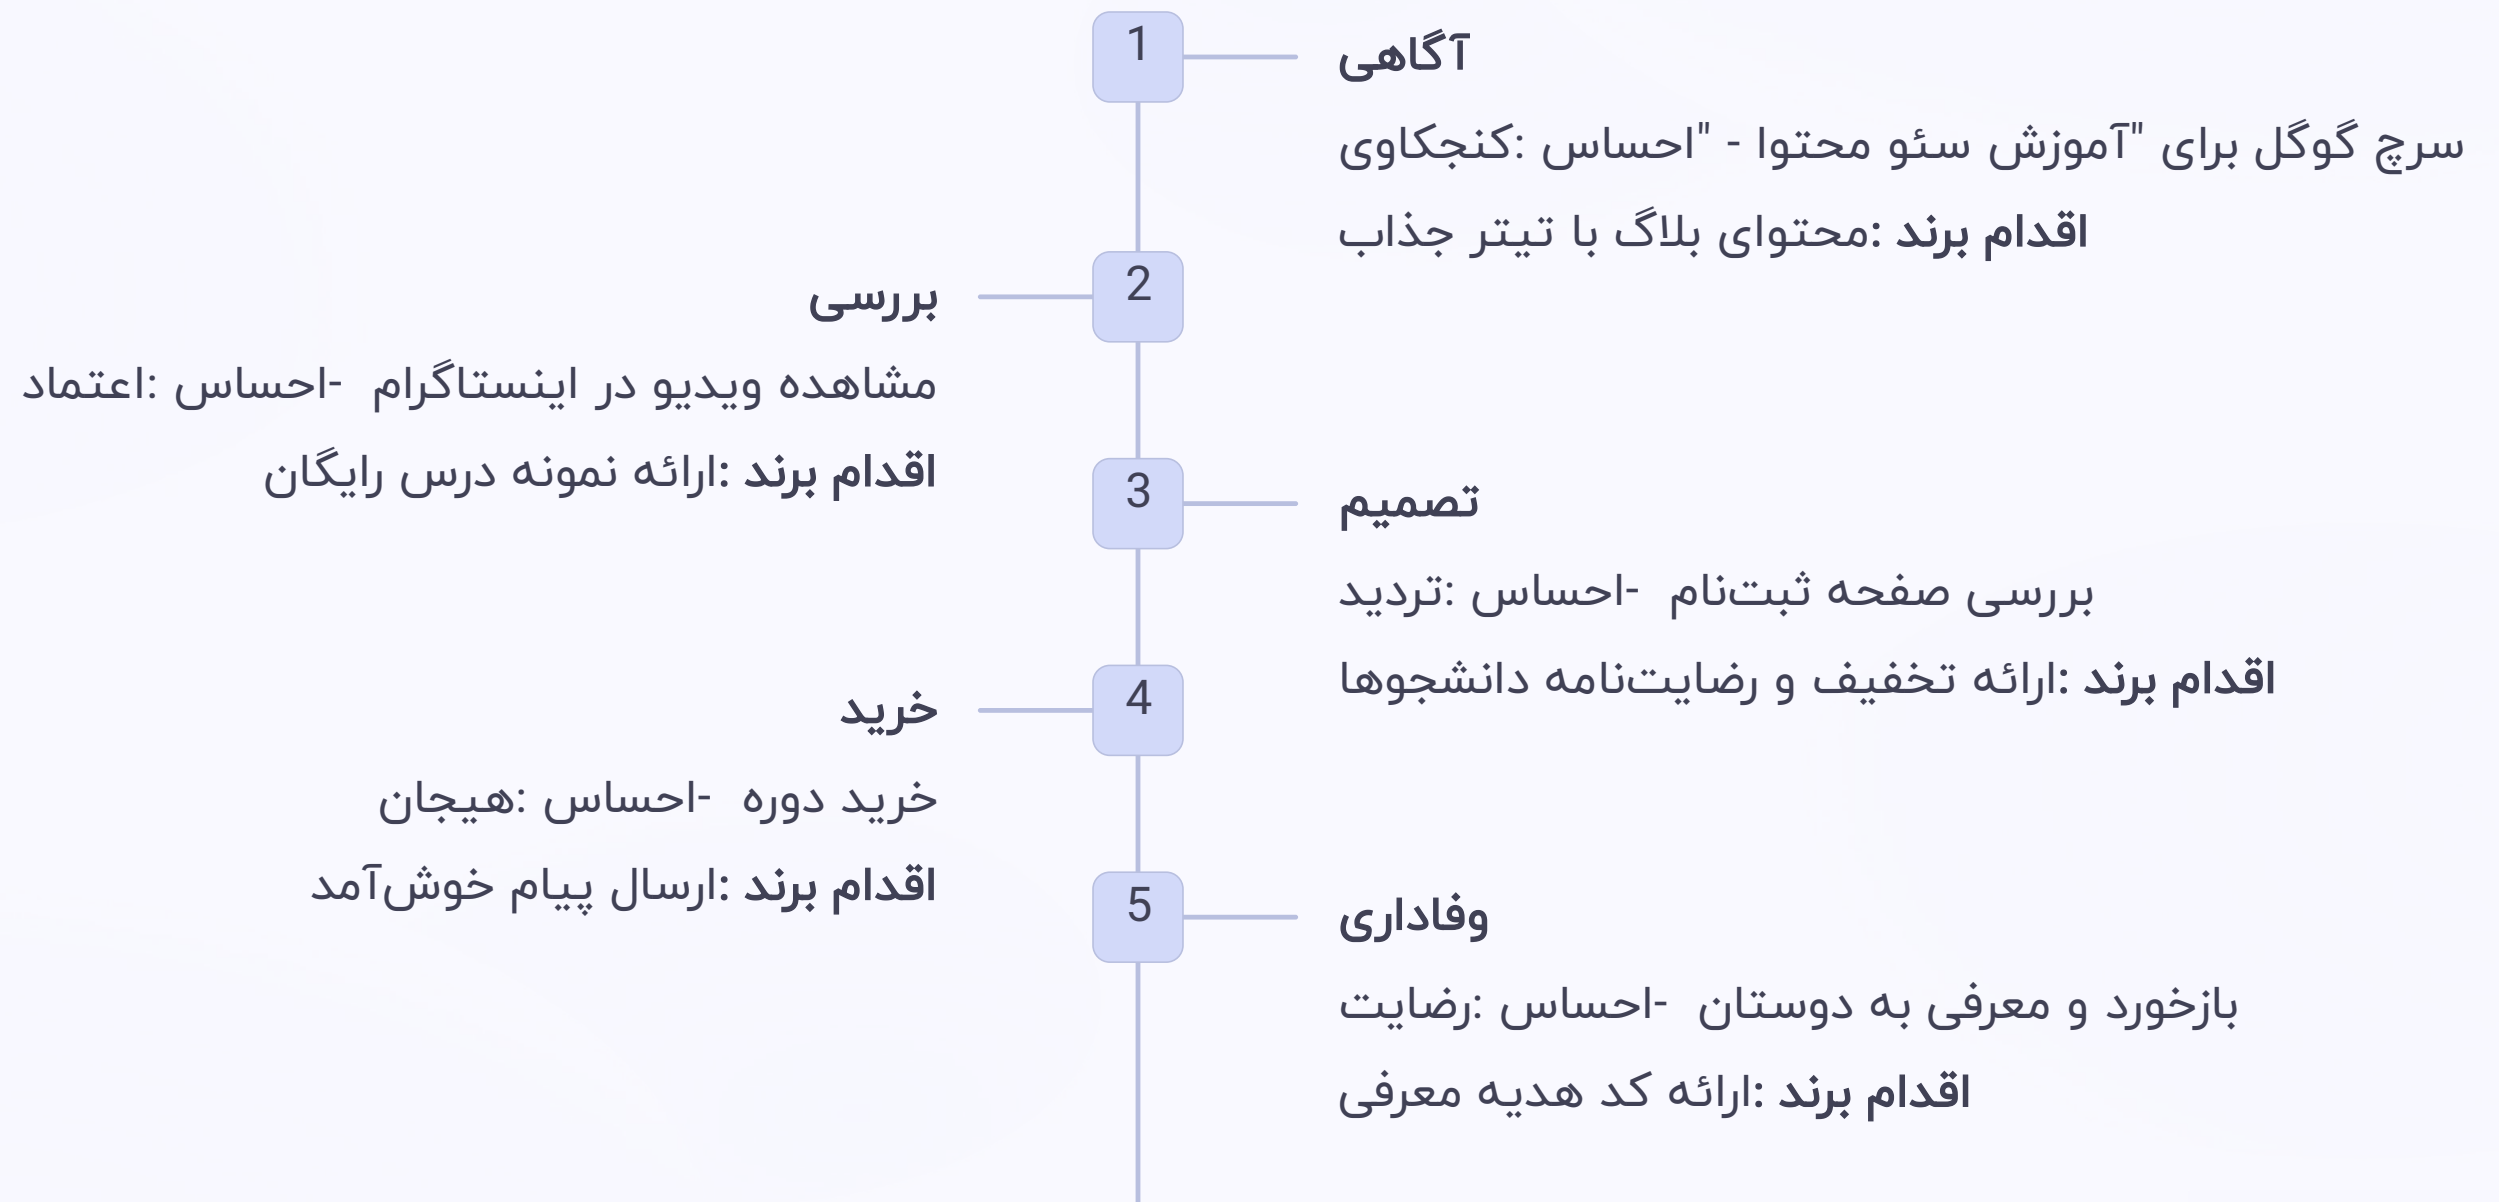 1
آگاهی
سرچ گوگل برای "آموزش سئو محتوا - "احساس :کنجکاوی
اقدام برند :محتوای بلاگ با تیتر جذاب
2
بررسی
مشاهده ویدیو در اینستاگرام -احساس :اعتماد
اقدام برند :ارائه نمونه درس رایگان
3
تصمیم
بررسی صفحه ثبت‌نام -احساس :تردید
اقدام برند :ارائه تخفیف و رضایت‌نامه دانشجوها
4
خرید
خرید دوره -احساس :هیجان
اقدام برند :ارسال پیام خوش‌آمد
5
وفاداری
بازخورد و معرفی به دوستان -احساس :رضایت
اقدام برند :ارائه کد هدیه معرفی